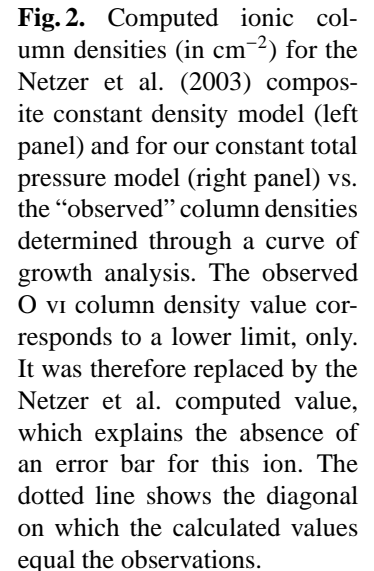 Fig. 2. Computed ionic col-
umn densities (in cm⁻²) for the
Netzer et al. (2003) compos-
ite constant density model (left
panel) and for our constant total
pressure model (right panel) vs.
the “observed” column densities
determined through a curve of
growth analysis. The observed
O VI column density value cor-
responds to a lower limit, only.
It was therefore replaced by the
Netzer et al. computed value,
which explains the absence of
an error bar for this ion. The
dotted line shows the diagonal
on which the calculated values
equal the observations.